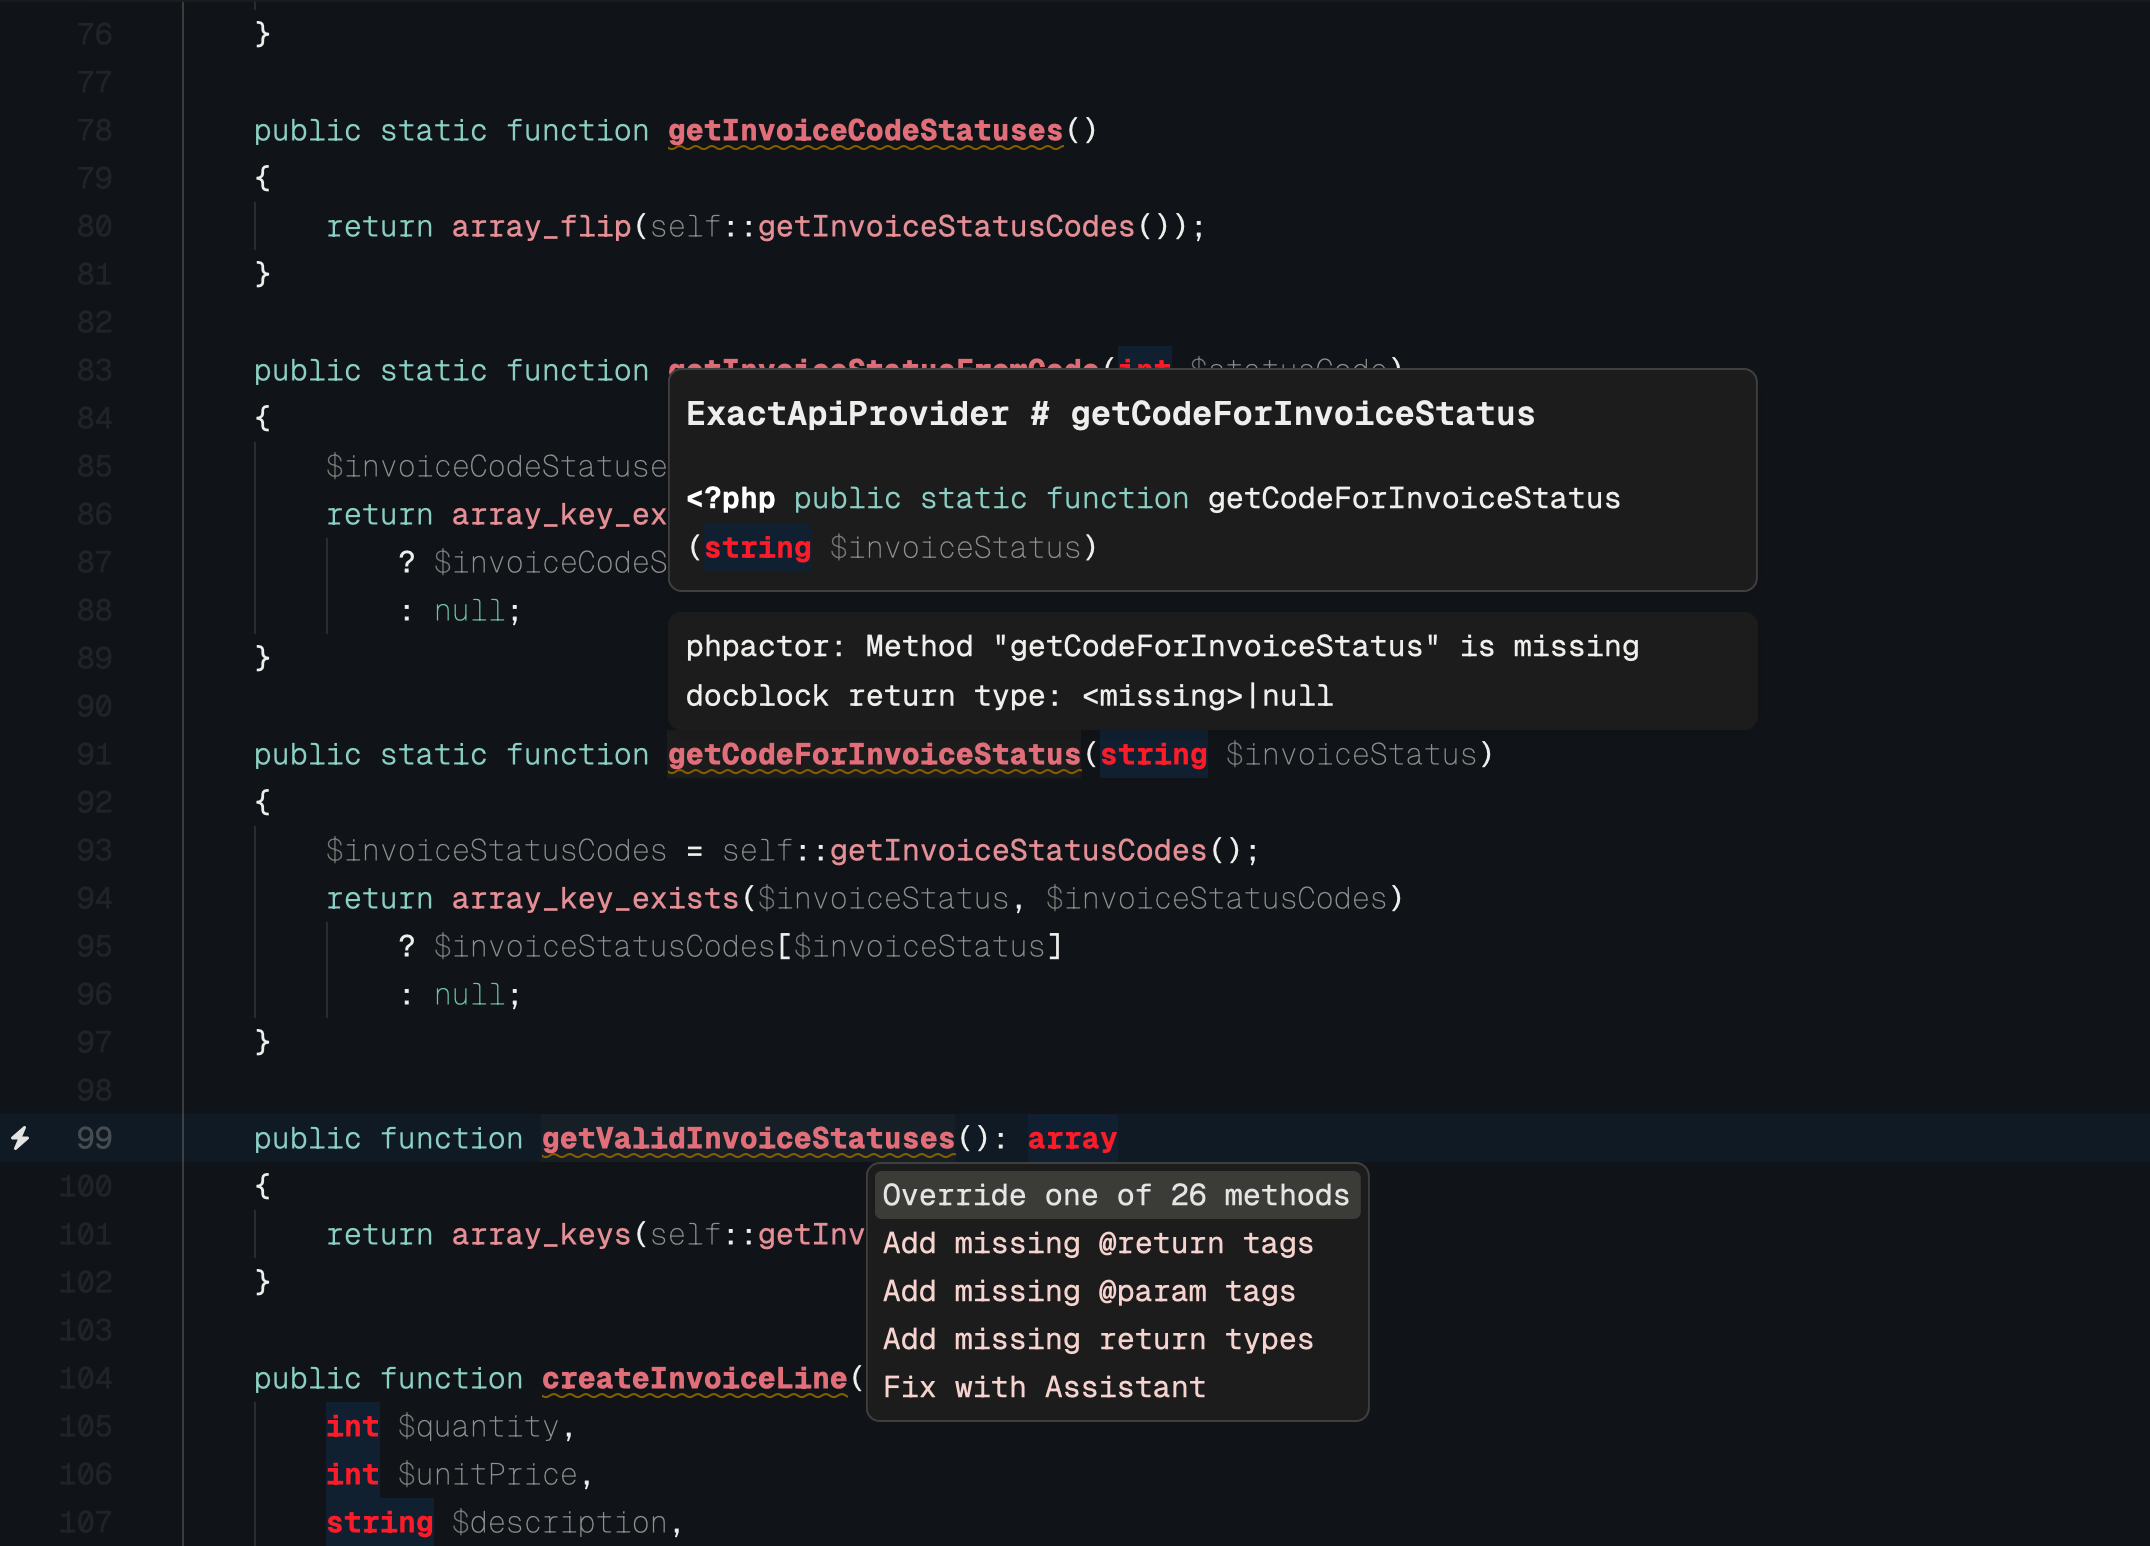 76 }
77
78 public static function getInvoiceCodeStatuses()
79 {
80 return array_flip(self::getInvoiceStatusCodes());
81 }
82
83 public static function getInvoiceStatusFromCode(int $statusCode)
84 {
85 $invoiceCodeStatuse
86 return array_key_ex
87 ? $invoiceCodeS
88 : null;
89 }
90
ExactApiProvider # getCodeForInvoiceStatus
<?php public static function getCodeForInvoiceStatus
(string $invoiceStatus)
phpactor: Method "getCodeForInvoiceStatus" is missing
docblock return type: <missing>|null
91 public static function getCodeForInvoiceStatus(string $invoiceStatus)
92 {
93 $invoiceStatusCodes = self::getInvoiceStatusCodes();
94 return array_key_exists($invoiceStatus, $invoiceStatusCodes)
95 ? $invoiceStatusCodes[$invoiceStatus]
96 : null;
97 }
98
99 public function getValidInvoiceStatuses(): array
100 {
101 return array_keys(self::getInv
102 }
103
104 public function createInvoiceLine(
105 int $quantity,
106 int $unitPrice,
107 string $description,
Override one of 26 methods
Add missing @return tags
Add missing @param tags
Add missing return types
Fix with Assistant